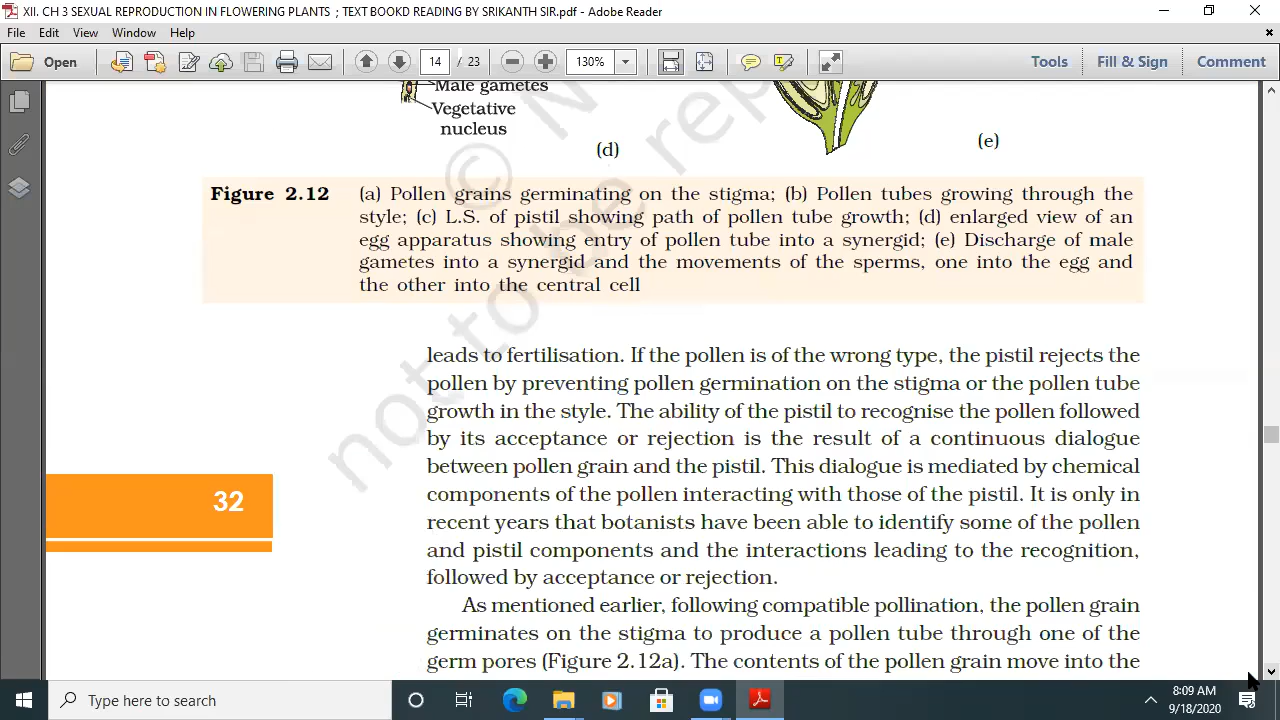 XII. CH 3 SEXUAL REPRODUCTION IN FLOWERING PLANTS ; TEXT BOOKD READING BY SRIKANTH SIR.pdf - Adobe Reader
File Edit View Window Help
Open 14 / 23 130% Tools Fill & Sign Comment
Male gametes
Vegetative
nucleus
(d)
(e)
Figure 2.12 (a) Pollen grains germinating on the stigma; (b) Pollen tubes growing through the
style; (c) L.S. of pistil showing path of pollen tube growth; (d) enlarged view of an
egg apparatus showing entry of pollen tube into a synergid; (e) Discharge of male
gametes into a synergid and the movements of the sperms, one into the egg and
the other into the central cell
© N
not to be rep
leads to fertilisation. If the pollen is of the wrong type, the pistil rejects the
pollen by preventing pollen germination on the stigma or the pollen tube
growth in the style. The ability of the pistil to recognise the pollen followed
by its acceptance or rejection is the result of a continuous dialogue
between pollen grain and the pistil. This dialogue is mediated by chemical
components of the pollen interacting with those of the pistil. It is only in
recent years that botanists have been able to identify some of the pollen
and pistil components and the interactions leading to the recognition,
followed by acceptance or rejection.
32
As mentioned earlier, following compatible pollination, the pollen grain
germinates on the stigma to produce a pollen tube through one of the
germ pores (Figure 2.12a). The contents of the pollen grain move into the
Type here to search
8:09 AM
9/18/2020